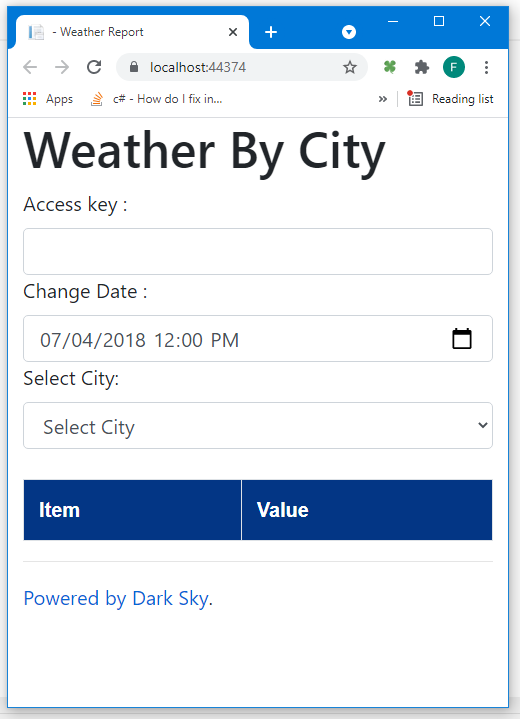 - Weather Report
localhost:44374
F
Apps
c# - How do I fix in...
»
Reading list
Weather By City
Access key :
Change Date :
07/04/2018 12:00 PM
Select City:
Select City
Item Value
Powered by Dark Sky.